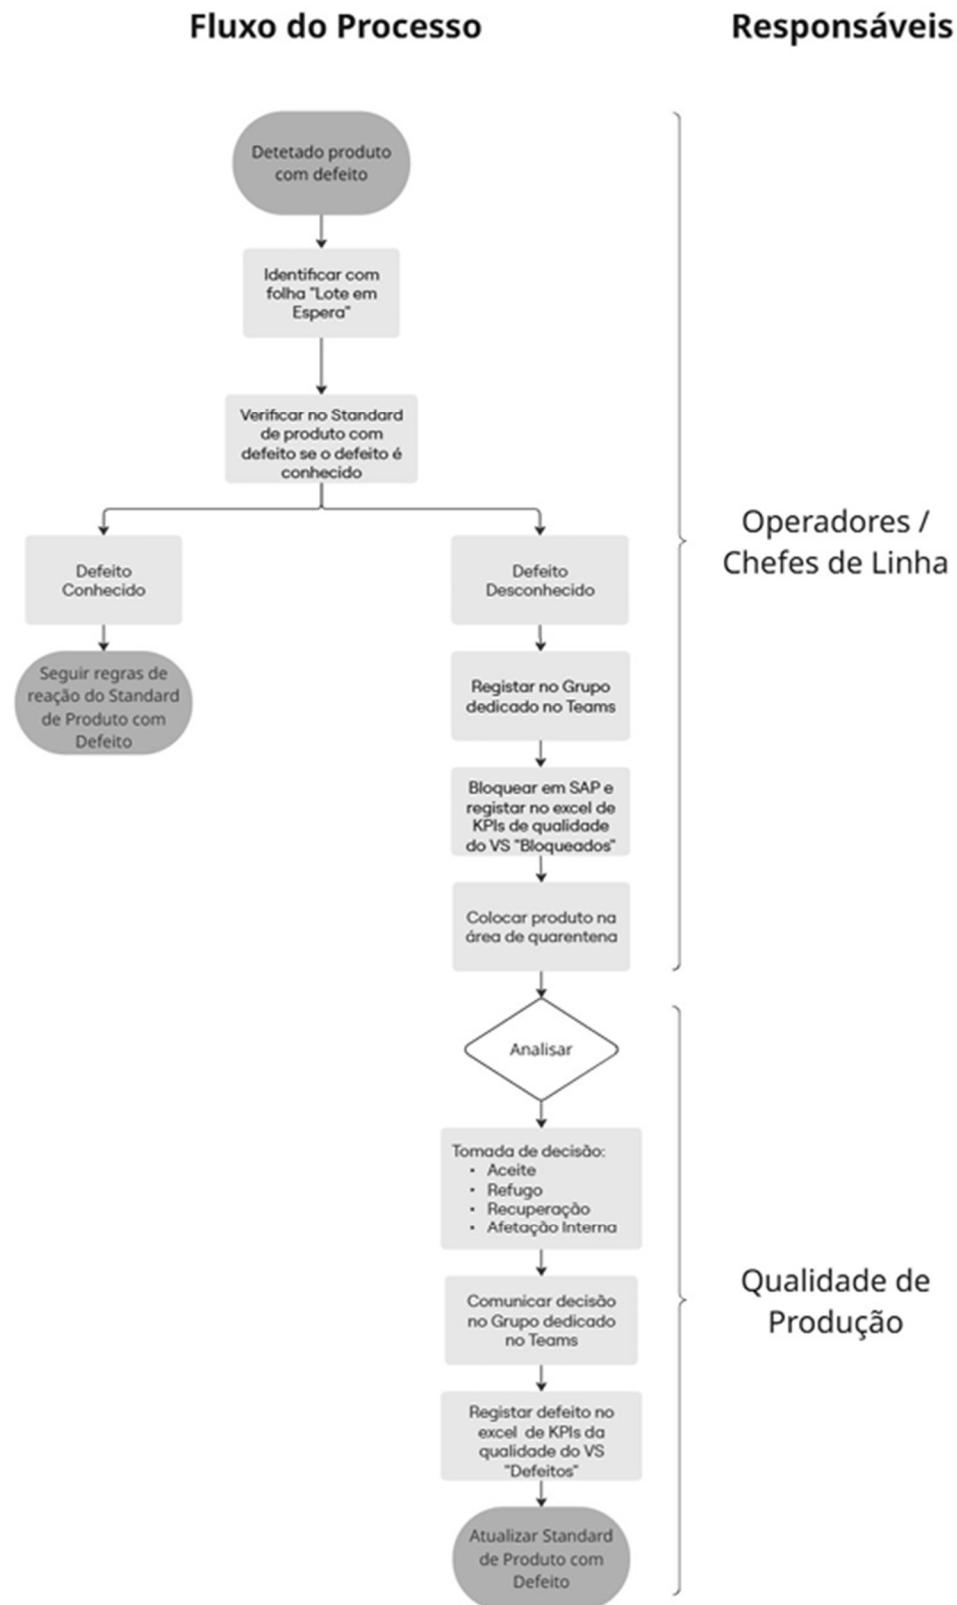 Fluxo do Processo
Responsáveis
Detetado produto
com defeito
Identificar com
folha "Lote em
Espera"
Verificar no Standard
de produto com
defeito se o defeito é
conhecido
Defeito
Conhecido
Seguir regras de
reação do Standard
de Produto com
Defeito
Defeito
Desconhecido
Registar no Grupo
dedicado no Teams
Bloquear em SAP e
registar no excel de
KPIs de qualidade
do VS "Bloqueados"
Colocar produto na
área de quarentena
Operadores /
Chefes de Linha
Analisar
Tomada de decisão:
• Aceite
• Refugo
• Recuperação
• Afetação Interna
Comunicar decisão
no Grupo dedicado
no Teams
Registar defeito no
excel de KPIs da
qualidade do VS
"Defeitos"
Atualizar Standard
de Produto com
Defeito
Qualidade de
Produção